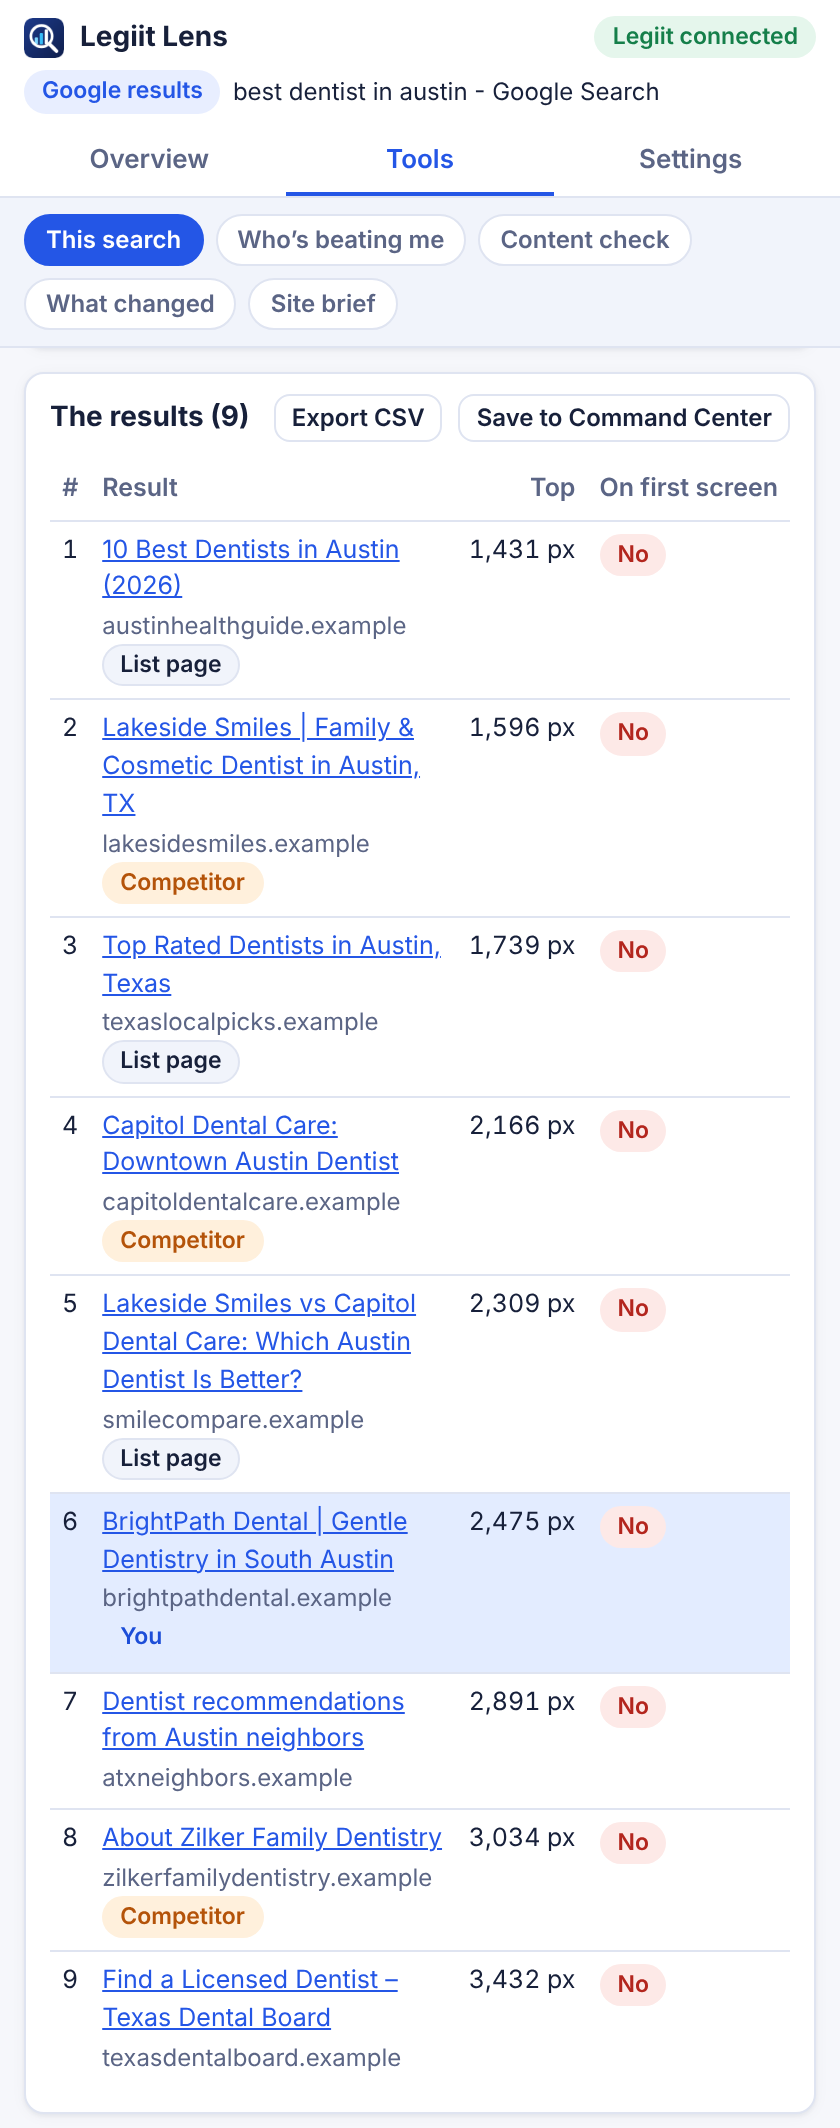 Legiit Lens
Legiit connected
Google results
best dentist in austin - Google Search
Overview
Tools
Settings
This search
Who’s beating me
Content check
What changed
Site brief
The results (9)
Export CSV
Save to Command Center
# Result Top On first screen
1 10 Best Dentists in Austin 1,431 px No
(2026)
austinhealthguide.example
List page
2 Lakeside Smiles | Family & 1,596 px No
Cosmetic Dentist in Austin,
TX
lakesidesmiles.example
Competitor
3 Top Rated Dentists in Austin, 1,739 px No
Texas
texaslocalpicks.example
List page
4 Capitol Dental Care: 2,166 px No
Downtown Austin Dentist
capitoldentalcare.example
Competitor
5 Lakeside Smiles vs Capitol 2,309 px No
Dental Care: Which Austin
Dentist Is Better?
smilecompare.example
List page
6 BrightPath Dental | Gentle 2,475 px No
Dentistry in South Austin
brightpathdental.example
You
7 Dentist recommendations 2,891 px No
from Austin neighbors
atxneighbors.example
8 About Zilker Family Dentistry 3,034 px No
zilkerfamilydentistry.example
Competitor
9 Find a Licensed Dentist – 3,432 px No
Texas Dental Board
texasdentalboard.example